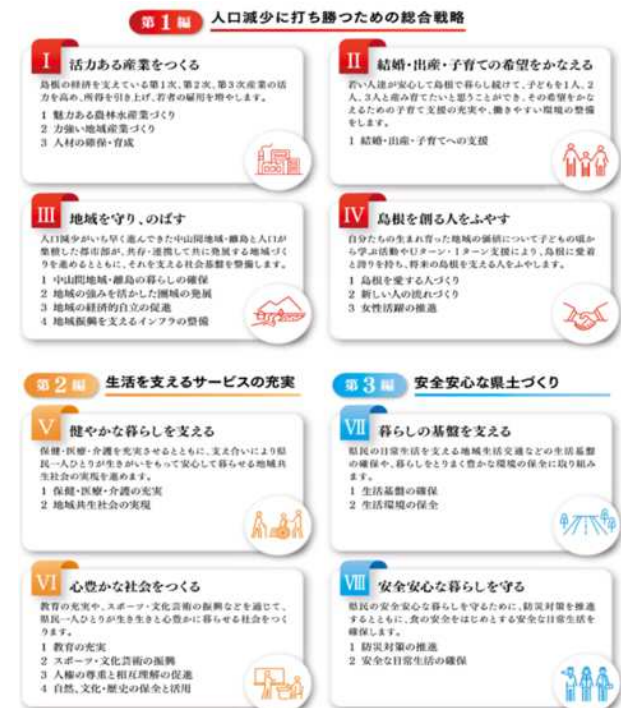 第1編 人口減少に打ち勝つための総合戦略
I 活力ある産業をつくる
島根の経済を支えている第1次、第2次、第3次産業の活
力を高め、所得を引き上げ、若者の雇用を増やします。
1 魅力ある農林水産業づくり
2 力強い地域産業づくり
3 人材の確保・育成
II 結婚・出産・子育ての希望をかなえる
若い人達が安心して島根で暮らし続けて、子どもを1人、2
人、3人と産み育てたいと思うことができ、その希望をかな
えるための子育て支援の充実や、働きやすい環境の整備
をします。
1 結婚・出産・子育てへの支援
III 地域を守り、のばす
人口減少がいち早く進んできた中山間地域・離島と人口が
集積した都市部が、共存・連携して共に発展する地域づく
りを進めるとともに、それを支える社会基盤を整備します。
1 中山間地域・離島の暮らしの確保
2 地域の強みを活かした圏域の発展
3 地域の経済的自立の促進
4 地域振興を支えるインフラの整備
IV 島根を創る人をふやす
自分たちの生まれ育った地域の価値について子どもの頃か
ら学ぶ活動やUターン・Iターン支援により、島根に愛着
と誇りを持ち、将来の島根を支える人をふやします。
1 島根を愛する人づくり
2 新しい人の流れづくり
3 女性活躍の推進
第2編 生活を支えるサービスの充実
V 健やかな暮らしを支える
保健・医療・介護を充実させるとともに、支え合いにより県
民一人ひとりが生きがいをもって安心して暮らせる地域共
生社会の実現を進めます。
1 保健・医療・介護の充実
2 地域共生社会の実現
VI 心豊かな社会をつくる
教育の充実や、スポーツ・文化芸術の振興などを通じて、
県民一人ひとりが生き生きと心豊かに暮らせる社会をつく
ります。
1 教育の充実
2 スポーツ・文化芸術の振興
3 人権の尊重と相互理解の促進
4 自然、文化・歴史の保全と活用
第3編 安全安心な県土づくり
VII 暮らしの基盤を支える
県民の日常生活を支える地域生活交通などの生活基盤
の確保や、暮らしをとりまく豊かな環境の保全に取り組み
ます。
1 生活基盤の確保
2 生活環境の保全
VIII 安全安心な暮らしを守る
県民の安全安心な暮らしを守るために、防災対策を推進
するとともに、食の安全をはじめとする安全な日常生活を
確保します。
1 防災対策の推進
2 安全な日常生活の確保